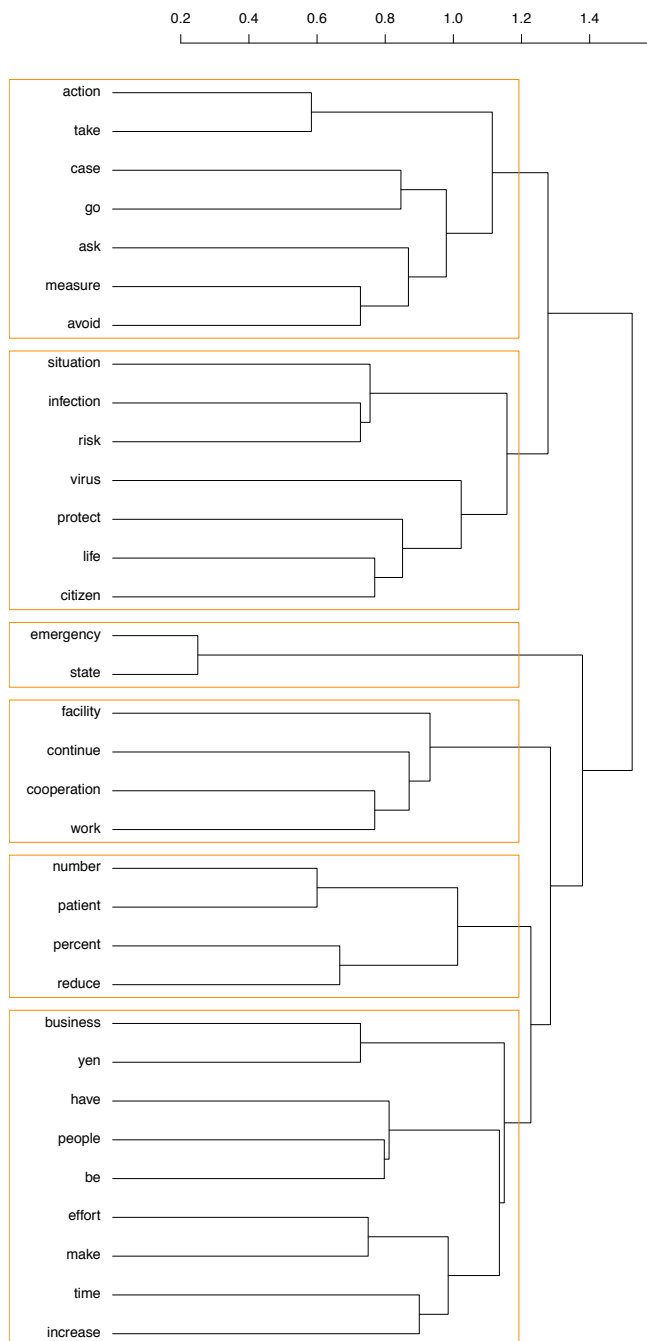 0.2 0.4 0.6 0.8 1.0 1.2 1.4
action
take
case
go
ask
measure
avoid
situation
infection
risk
virus
protect
life
citizen
emergency
state
facility
continue
cooperation
work
number
patient
percent
reduce
business
yen
have
people
be
effort
make
time
increase